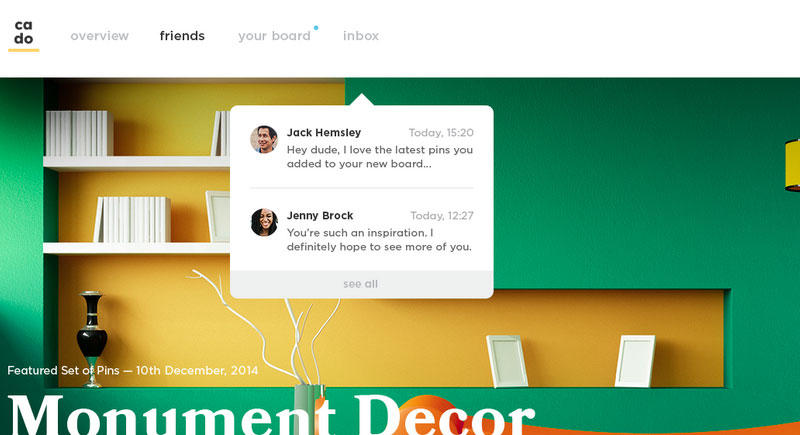 ca
do
overview friends your board inbox
Jack Hemsley Today, 15:20
Hey dude, I love the latest pins you
added to your new board...
Jenny Brock Today, 12:27
You're such an inspiration. I
definitely hope to see more of you.
see all
Featured Set of Pins — 10th December, 2014
Monument Decor